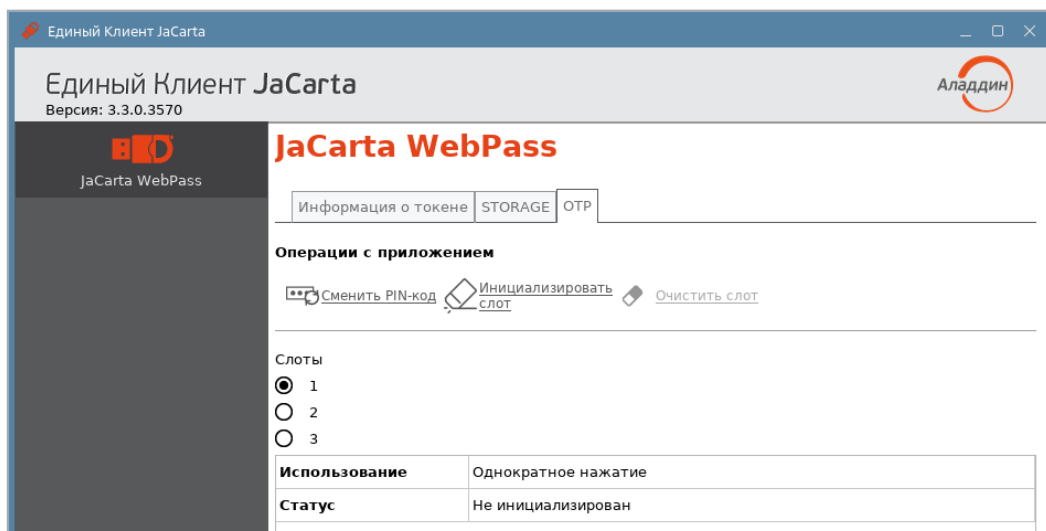 Единый Клиент JaCarta
Единый Клиент JaCarta
Версия: 3.3.0.3570
Аладдин
JaCarta WebPass
JaCarta WebPass
Информация о токене STORAGE OTP
Операции с приложением
Сменить PIN-код Инициализировать
слот Очистить слот
Слоты
1
2
3
Использование Однократное нажатие
Статус Не инициализирован